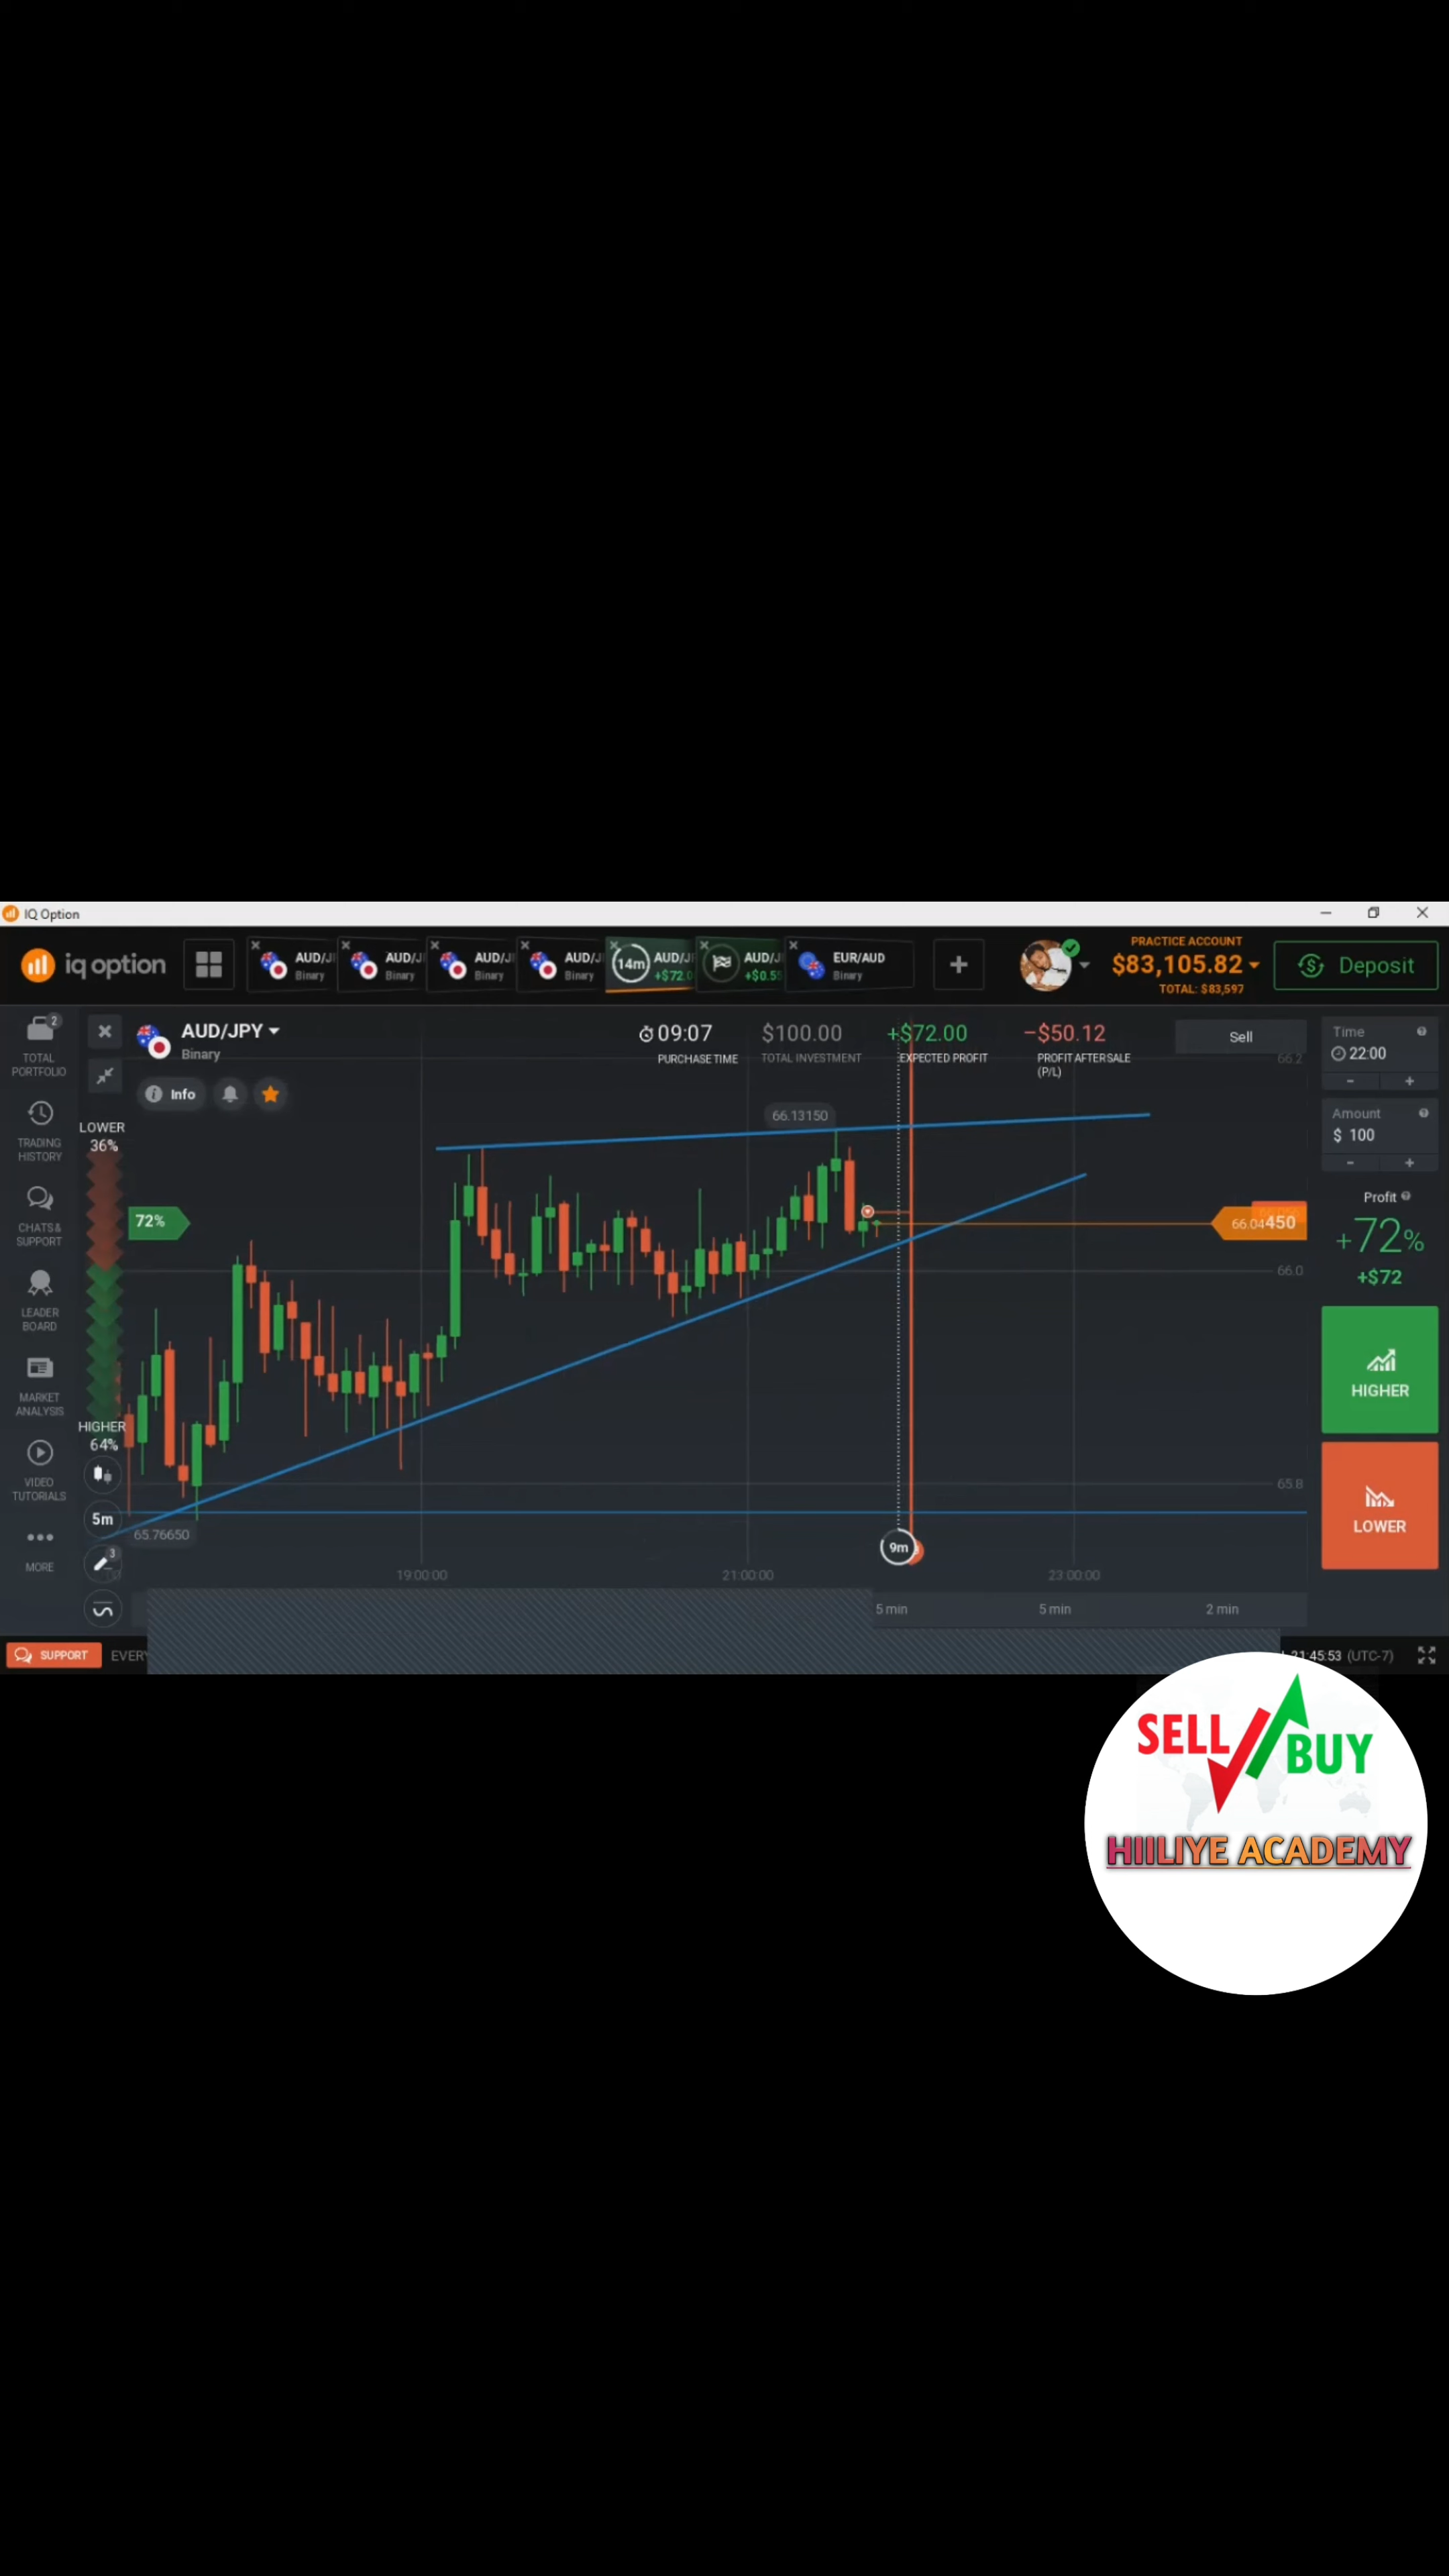 IQ Option
iq option
AUD/J
Binary
AUD/J
Binary
AUD/J
Binary
AUD/J
Binary
14m
AUD/J
+$72.0
AUD/J
+$0.55
EUR/AUD
Binary
+
PRACTICE ACCOUNT
$83,105.82
TOTAL: $83,597
Deposit
2
TOTAL
PORTFOLIO
TRADING
HISTORY
CHATS &
SUPPORT
LEADER
BOARD
MARKET
ANALYSIS
VIDEO
TUTORIALS
MORE
AUD/JPY
Binary
Info
09:07
PURCHASE TIME
$100.00
TOTAL INVESTMENT
+$72.00
EXPECTED PROFIT
−$50.12
PROFIT AFTER SALE
(P/L)
Sell
LOWER
36%
72%
HIGHER
64%
5m
3
66.13150
65.76650
66.2
66.04450
66.0
65.8
9m
19:00:00
21:00:00
23:00:00
5 min
5 min
2 min
Time
22:00
- +
Amount
$ 100
- +
Profit
+72%
+$72
HIGHER
LOWER
SUPPORT
EVERY
21:45:53 (UTC-7)
SELL
BUY
HIILIYE ACADEMY